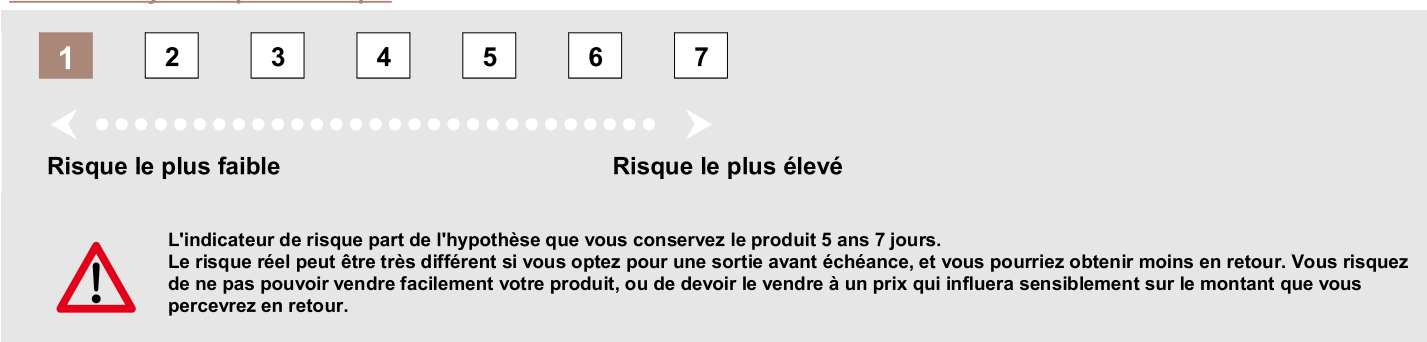 1 2 3 4 5 6 7
Risque le plus faible Risque le plus élevé
L'indicateur de risque part de l'hypothèse que vous conservez le produit 5 ans 7 jours.
Le risque réel peut être très différent si vous optez pour une sortie avant échéance, et vous pourriez obtenir moins en retour. Vous risquez
de ne pas pouvoir vendre facilement votre produit, ou de devoir le vendre à un prix qui influera sensiblement sur le montant que vous
percevrez en retour.